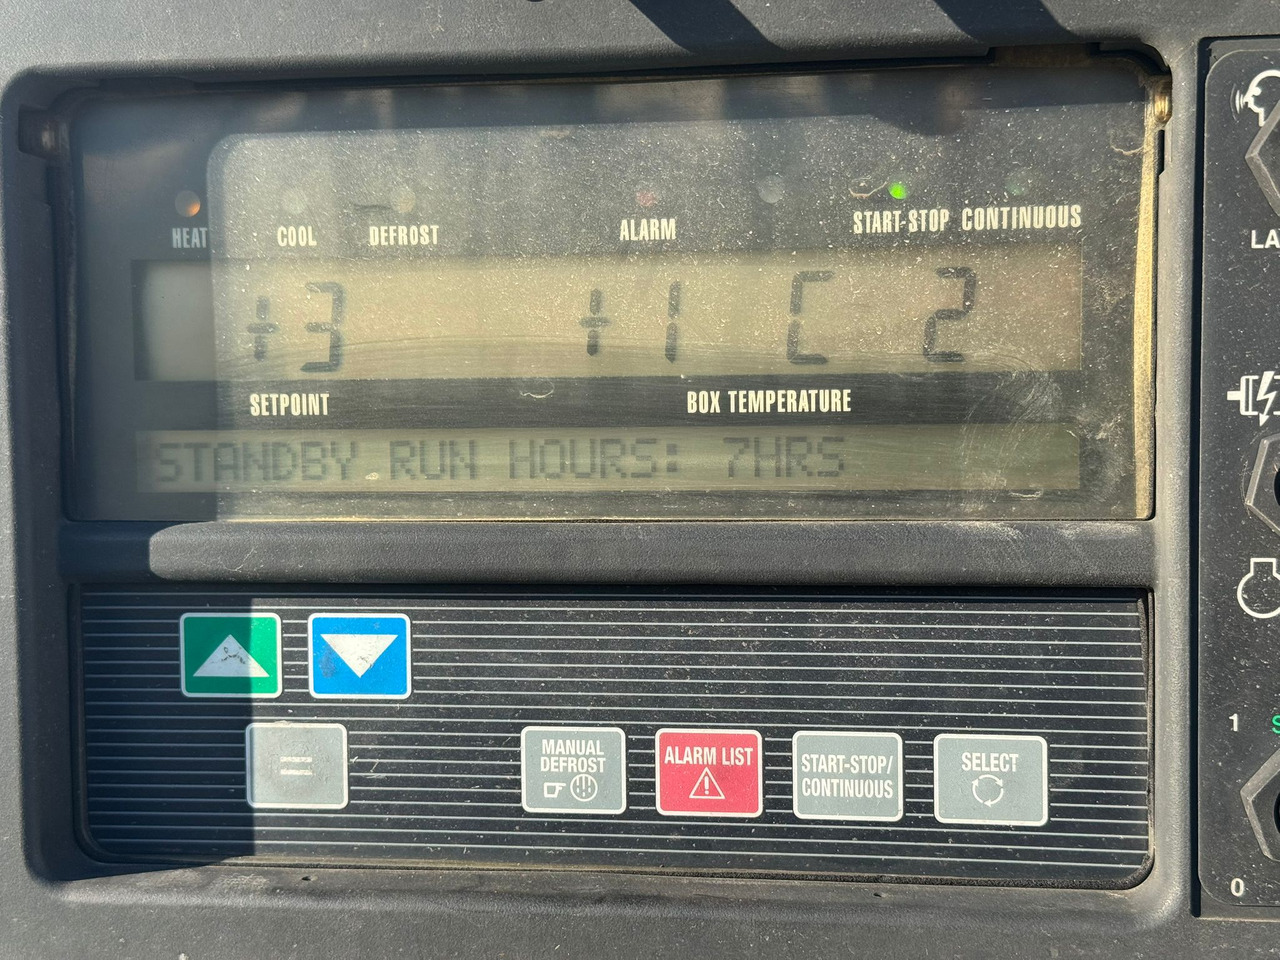 HEAT COOL DEFROST ALARM START-STOP CONTINUOUS
+3 +1 C 2
SETPOINT BOX TEMPERATURE
STANDBY RUN HOURS: 7HRS
MANUAL
DEFROST
ALARM LIST
START-STOP/
CONTINUOUS
SELECT
LA
1
S
0